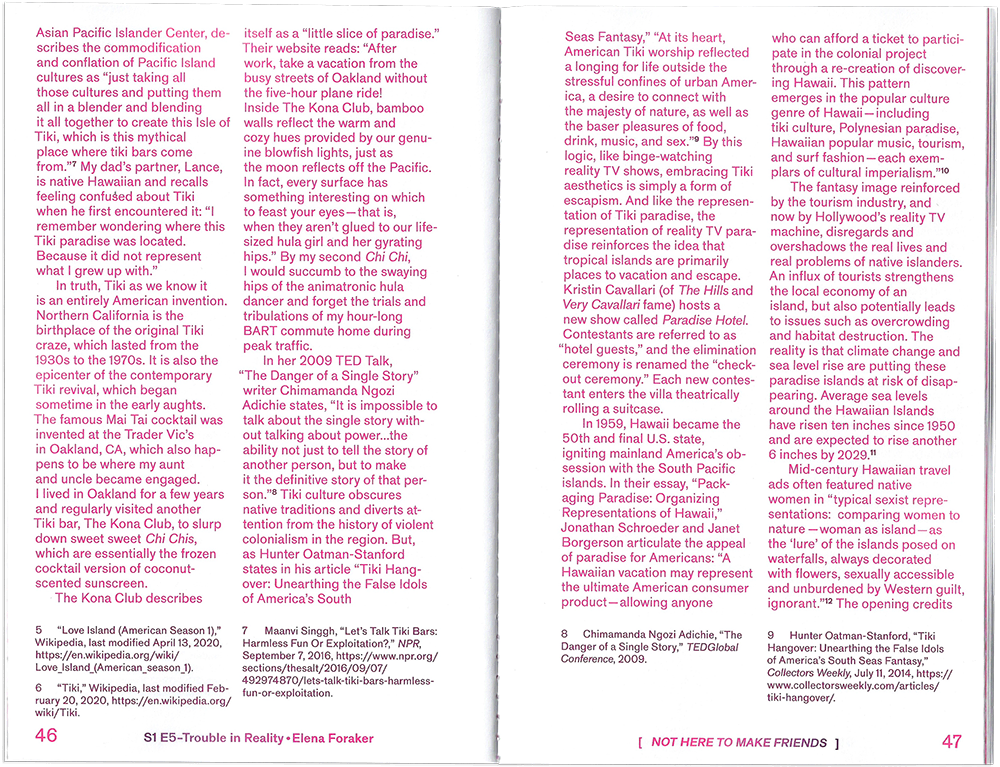 Asian Pacific Islander Center, de-
scribes the commodification
and conflation of Pacific Island
cultures as “just taking all
those cultures and putting them
all in a blender and blending
it all together to create this Isle of
Tiki, which is this mythical
place where tiki bars come
from.”7 My dad’s partner, Lance,
is native Hawaiian and recalls
feeling confused about Tiki
when he first encountered it: “I
remember wondering where this
Tiki paradise was located.
Because it did not represent
what I grew up with.”
In truth, Tiki as we know it
is an entirely American invention.
Northern California is the
birthplace of the original Tiki
craze, which lasted from the
1930s to the 1970s. It is also the
epicenter of the contemporary
Tiki revival, which began
sometime in the early aughts.
The famous Mai Tai cocktail was
invented at the Trader Vic’s
in Oakland, CA, which also hap-
pens to be where my aunt
and uncle became engaged.
I lived in Oakland for a few years
and regularly visited another
Tiki bar, The Kona Club, to slurp
down sweet sweet Chi Chis,
which are essentially the frozen
cocktail version of coconut-
scented sunscreen.
The Kona Club describes
itself as a “little slice of paradise.”
Their website reads: “After
work, take a vacation from the
busy streets of Oakland without
the five-hour plane ride!
Inside The Kona Club, bamboo
walls reflect the warm and
cozy hues provided by our genu-
ine blowfish lights, just as
the moon reflects off the Pacific.
In fact, every surface has
something interesting on which
to feast your eyes—that is,
when they aren’t glued to our life-
sized hula girl and her gyrating
hips.” By my second Chi Chi,
I would succumb to the swaying
hips of the animatronic hula
dancer and forget the trials and
tribulations of my hour-long
BART commute home during
peak traffic.
In her 2009 TED Talk,
“The Danger of a Single Story”
writer Chimamanda Ngozi
Adichie states, “It is impossible to
talk about the single story with-
out talking about power...the
ability not just to tell the story of
another person, but to make
it the definitive story of that per-
son.”8 Tiki culture obscures
native traditions and diverts at-
tention from the history of violent
colonialism in the region. But,
as Hunter Oatman-Stanford
states in his article “Tiki Hang-
over: Unearthing the False Idols
of America’s South
5 “Love Island (American Season 1),”
Wikipedia, last modified April 13, 2020,
https://en.wikipedia.org/wiki/
Love_Island_(American_season_1).
6 “Tiki,” Wikipedia, last modified Feb-
ruary 20, 2020, https://en.wikipedia.org/
wiki/Tiki.
7 Maanvi Singgh, “Let’s Talk Tiki Bars:
Harmless Fun Or Exploitation?,” NPR,
September 7, 2016, https://www.npr.org/
sections/thesalt/2016/09/07/
492974870/lets-talk-tiki-bars-harmless-
fun-or-exploitation.
46
S1 E5–Trouble in Reality • Elena Foraker
Seas Fantasy,” “At its heart,
American Tiki worship reflected
a longing for life outside the
stressful confines of urban Amer-
ica, a desire to connect with
the majesty of nature, as well as
the baser pleasures of food,
drink, music, and sex.”9 By this
logic, like binge-watching
reality TV shows, embracing Tiki
aesthetics is simply a form of
escapism. And like the represen-
tation of Tiki paradise, the
representation of reality TV para-
dise reinforces the idea that
tropical islands are primarily
places to vacation and escape.
Kristin Cavallari (of The Hills and
Very Cavallari fame) hosts a
new show called Paradise Hotel.
Contestants are referred to as
“hotel guests,” and the elimination
ceremony is renamed the “check-
out ceremony.” Each new contes-
tant enters the villa theatrically
rolling a suitcase.
In 1959, Hawaii became the
50th and final U.S. state,
igniting mainland America’s ob-
session with the South Pacific
islands. In their essay, “Pack-
aging Paradise: Organizing
Representations of Hawaii,”
Jonathan Schroeder and Janet
Borgerson articulate the appeal
of paradise for Americans: “A
Hawaiian vacation may represent
the ultimate American consumer
product—allowing anyone
who can afford a ticket to partici-
pate in the colonial project
through a re-creation of discover-
ing Hawaii. This pattern
emerges in the popular culture
genre of Hawaii—including
tiki culture, Polynesian paradise,
Hawaiian popular music, tourism,
and surf fashion—each exem-
plars of cultural imperialism.”10
The fantasy image reinforced
by the tourism industry, and
now by Hollywood’s reality TV
machine, disregards and
overshadows the real lives and
real problems of native islanders.
An influx of tourists strengthens
the local economy of an
island, but also potentially leads
to issues such as overcrowding
and habitat destruction. The
reality is that climate change and
sea level rise are putting these
paradise islands at risk of disap-
pearing. Average sea levels
around the Hawaiian Islands
have risen ten inches since 1950
and are expected to rise another
6 inches by 2029.11
Mid-century Hawaiian travel
ads often featured native
women in “typical sexist repre-
sentations: comparing women to
nature—woman as island—as
the ‘lure’ of the islands posed on
waterfalls, always decorated
with flowers, sexually accessible
and unburdened by Western guilt,
ignorant.”12 The opening credits
8 Chimamanda Ngozi Adichie, “The
Danger of a Single Story,” TEDGlobal
Conference, 2009.
9 Hunter Oatman-Stanford, “Tiki
Hangover: Unearthing the False Idols
of America’s South Seas Fantasy,”
Collectors Weekly, July 11, 2014, https://
www.collectorsweekly.com/articles/
tiki-hangover/.
[ NOT HERE TO MAKE FRIENDS ]
47